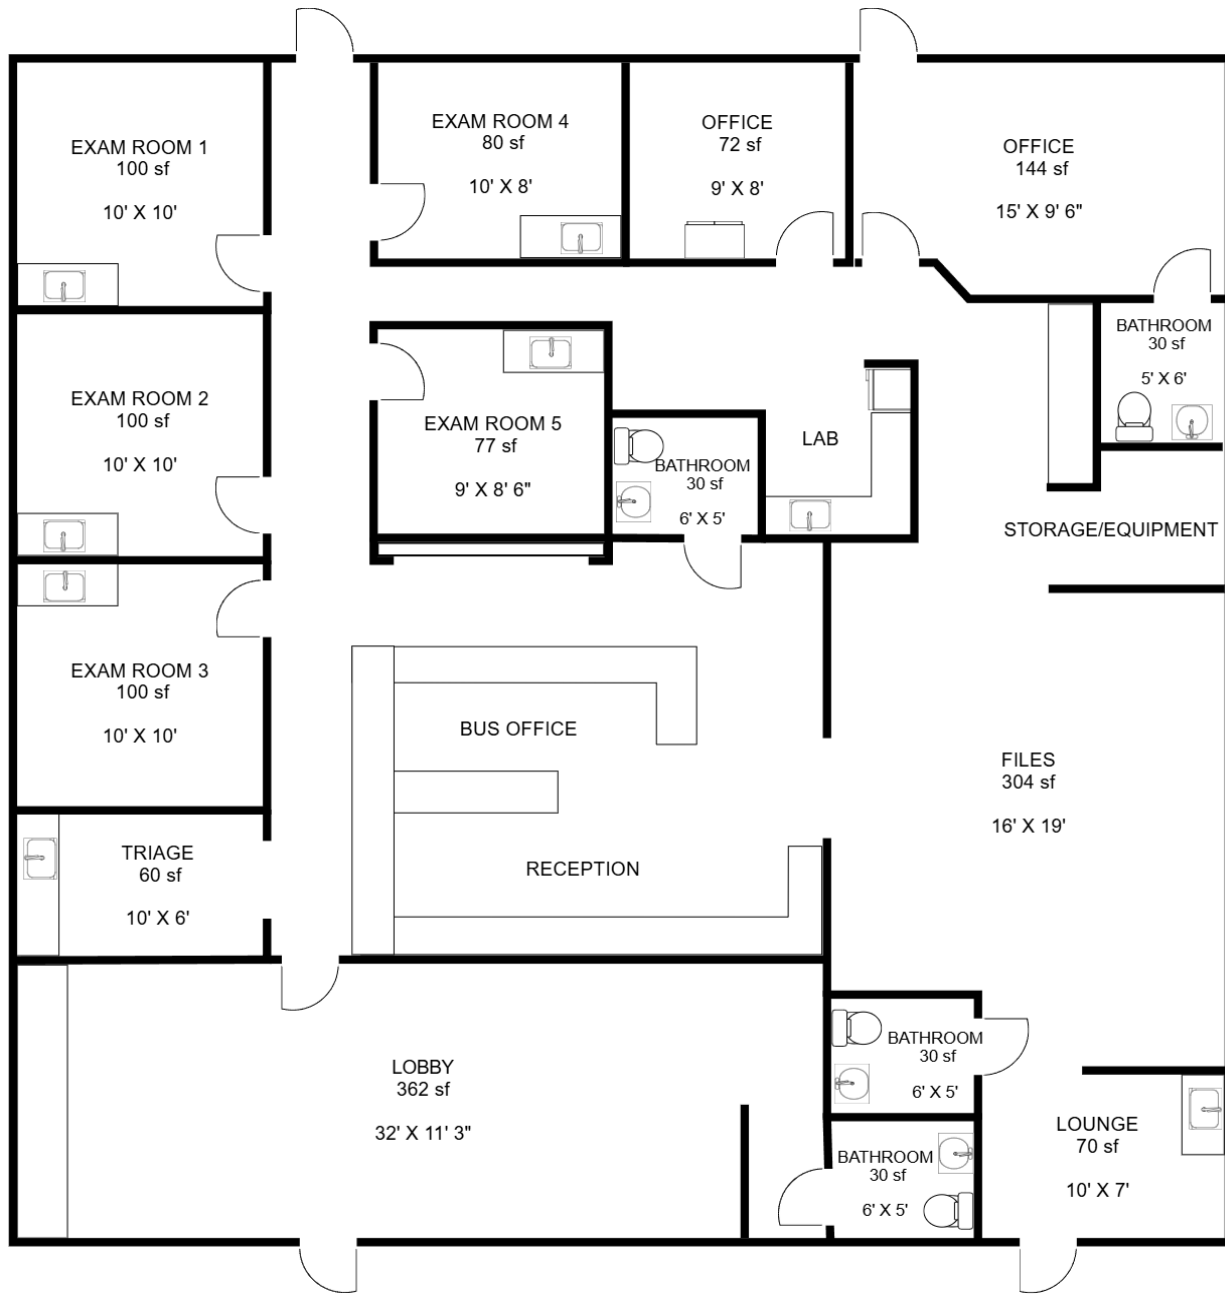 EXAM ROOM 1
100 sf
10' X 10'
EXAM ROOM 4
80 sf
10' X 8'
OFFICE
72 sf
9' X 8'
OFFICE
144 sf
15' X 9' 6"
BATHROOM
30 sf
5' X 6'
EXAM ROOM 2
100 sf
10' X 10'
EXAM ROOM 5
77 sf
9' X 8' 6"
BATHROOM
30 sf
6' X 5'
LAB
STORAGE/EQUIPMENT
EXAM ROOM 3
100 sf
10' X 10'
BUS OFFICE
FILES
304 sf
16' X 19'
TRIAGE
60 sf
10' X 6'
RECEPTION
LOBBY
362 sf
32' X 11' 3"
BATHROOM
30 sf
6' X 5'
BATHROOM
30 sf
6' X 5'
LOUNGE
70 sf
10' X 7'